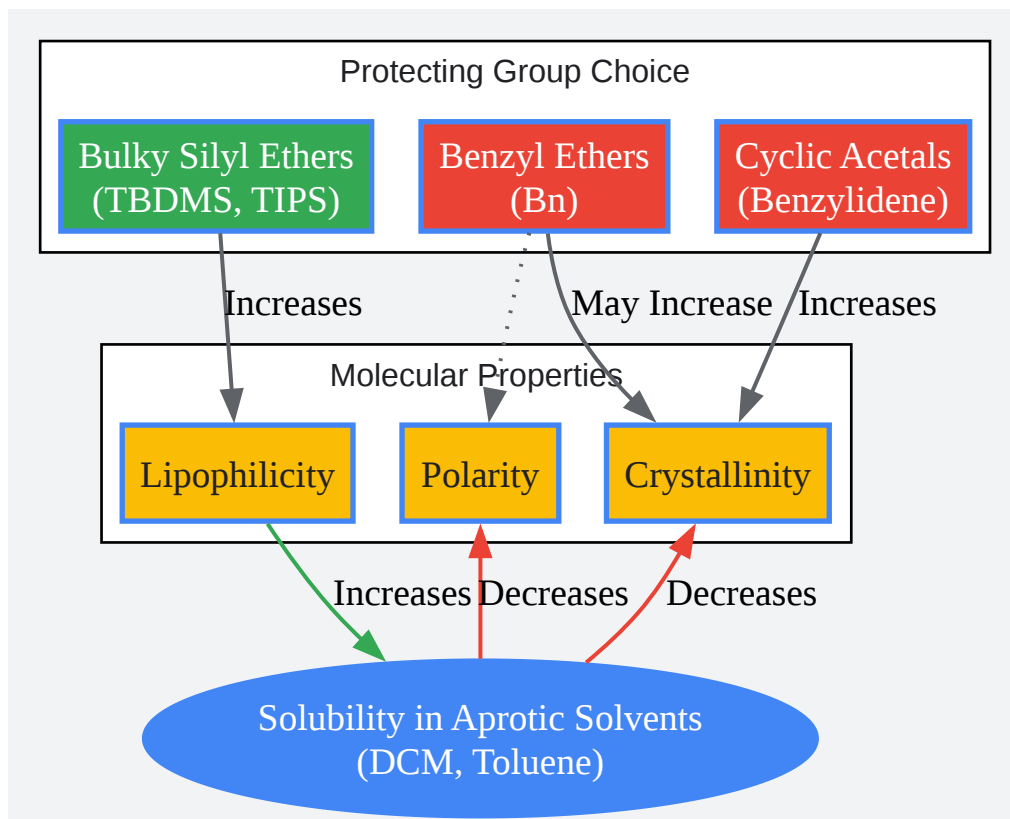 Protecting Group Choice
Bulky Silyl Ethers
(TBDMS, TIPS)
Benzyl Ethers
(Bn)
Cyclic Acetals
(Benzylidene)
Increases
May Increase
Increases
Molecular Properties
Lipophilicity
Polarity
Crystallinity
Increases
Decreases
Decreases
Solubility in Aprotic Solvents
(DCM, Toluene)